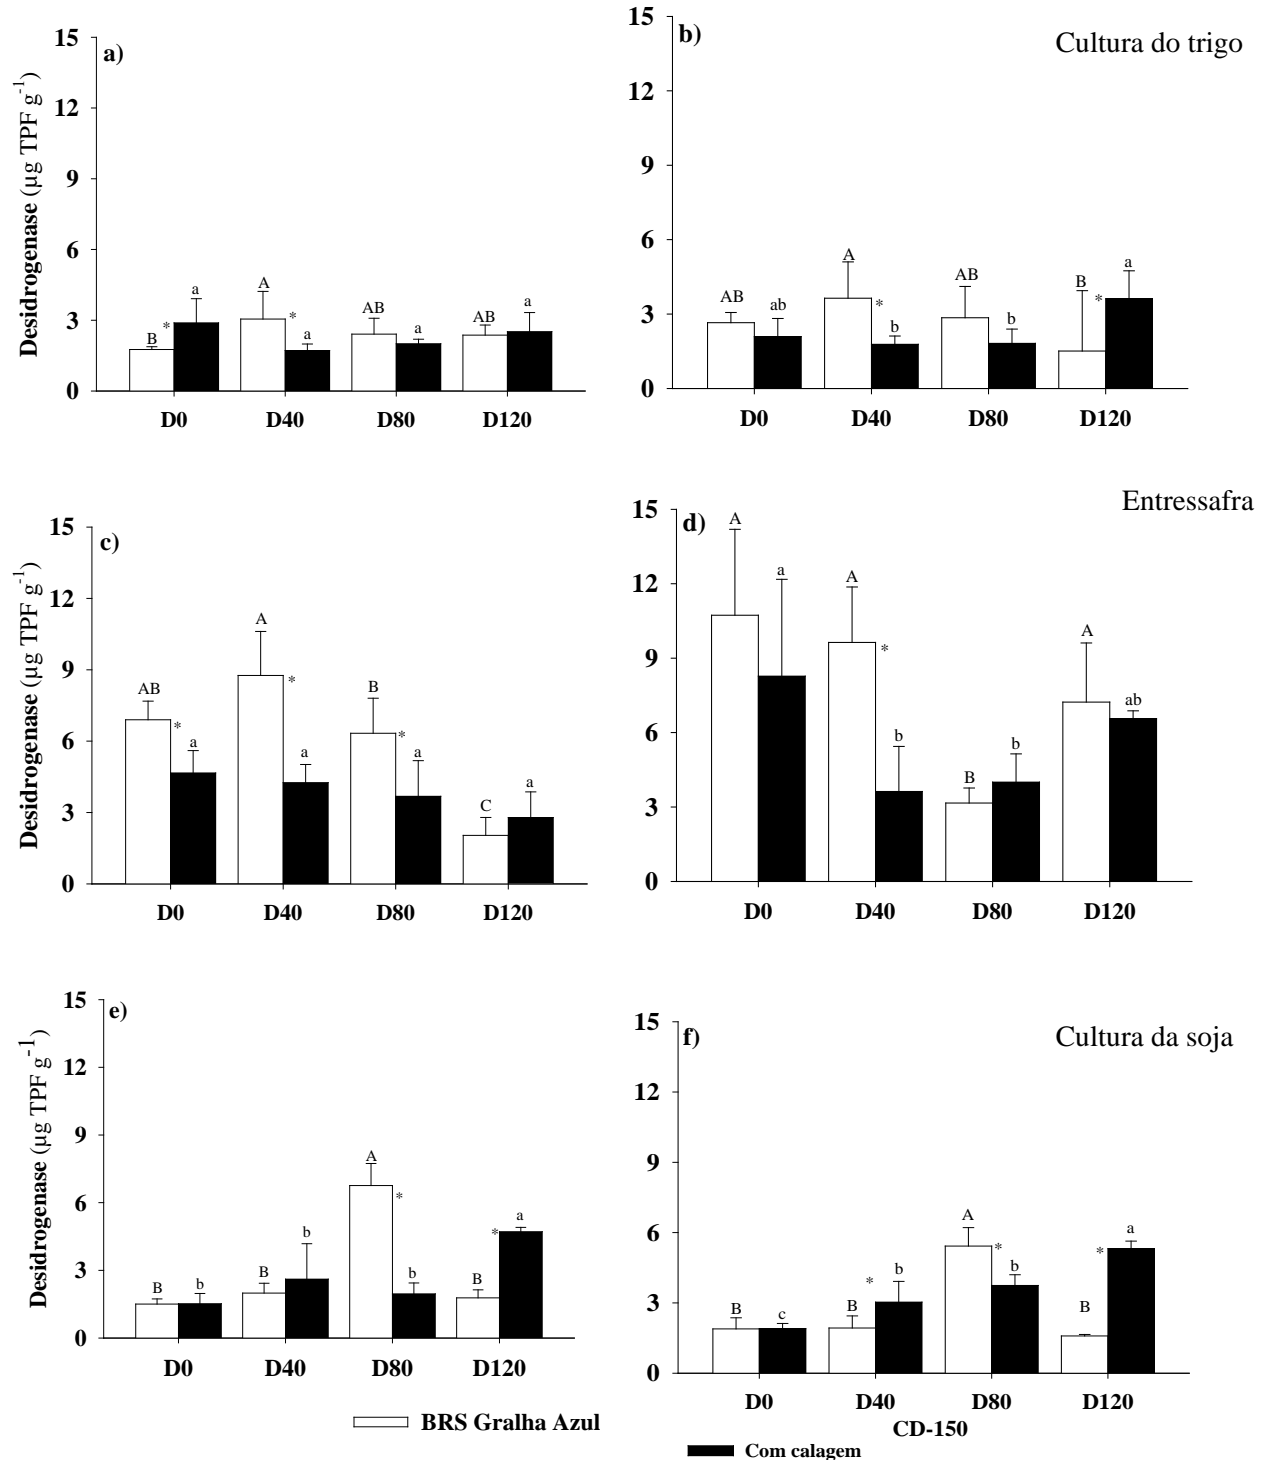 a)
Desidrogenase (µg TPF g⁻¹)
15
12
9
6
3
0
B
*
a
A
*
a
AB
a
AB
a
D0 D40 D80 D120
b)
Cultura do trigo
15
12
9
6
3
0
AB
ab
A
*
b
AB
b
B
*
a
D0 D40 D80 D120
c)
Desidrogenase (µg TPF g⁻¹)
15
12
9
6
3
0
AB
*
a
A
*
a
B
*
a
C
a
D0 D40 D80 D120
Entressafra
d)
15
12
9
6
3
0
A
a
A
*
b
B
b
A
ab
D0 D40 D80 D120
e)
Desidrogenase (µg TPF g⁻¹)
15
12
9
6
3
0
B
b
B
b
A
*
b
B
*
a
D0 D40 D80 D120
f)
Cultura da soja
15
12
9
6
3
0
B
c
B
*
b
A
*
b
B
*
a
D0 D40 D80 D120
BRS Gralha Azul
CD-150
Com calagem